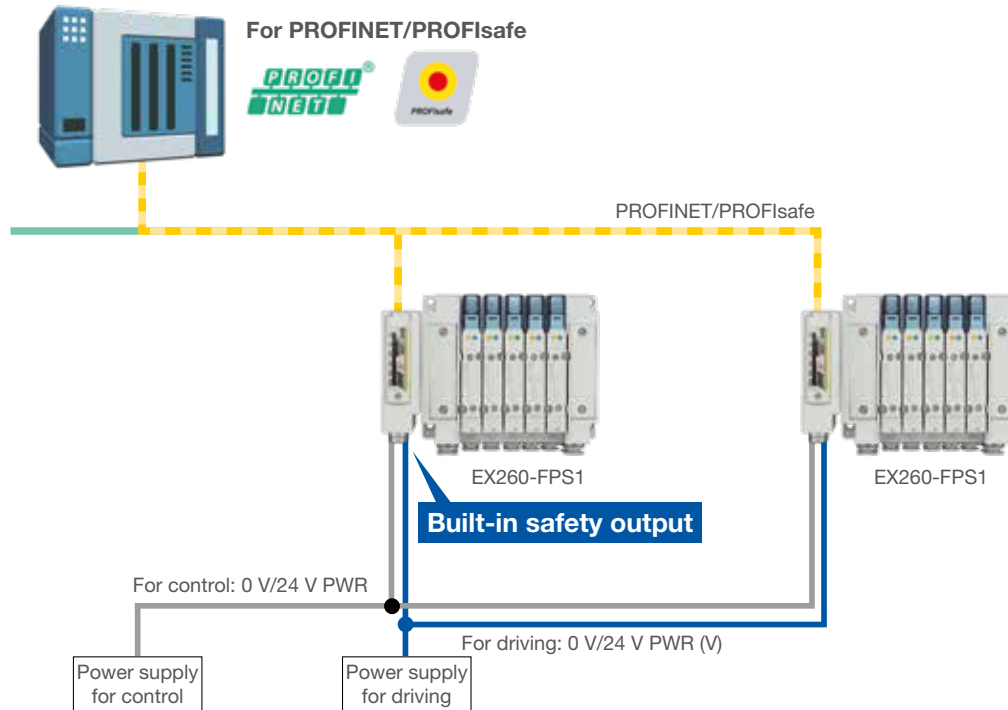 For PROFINET/PROFIsafe
PROFI
NET
®
PROFIsafe
PROFINET/PROFIsafe
EX260-FPS1
EX260-FPS1
Built-in safety output
For control: 0 V/24 V PWR
For driving: 0 V/24 V PWR (V)
Power supply
for control
Power supply
for driving